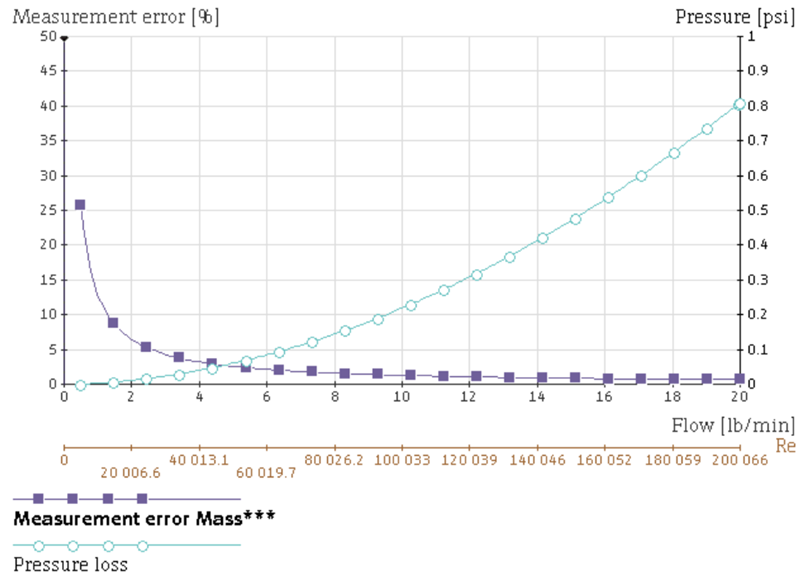 Measurement error [%] Pressure [psi]
50 1
45 0.9
40 0.8
35 0.7
30 0.6
25 0.5
20 0.4
15 0.3
10 0.2
5 0.1
0 0
0 2 4 6 8 10 12 14 16 18 20
Flow [lb/min]
Re
0 40 013.1 80 026.2 100 033 120 039 140 046 160 052 180 059 200 066
20 006.6 60 019.7
Measurement error Mass***
Pressure loss